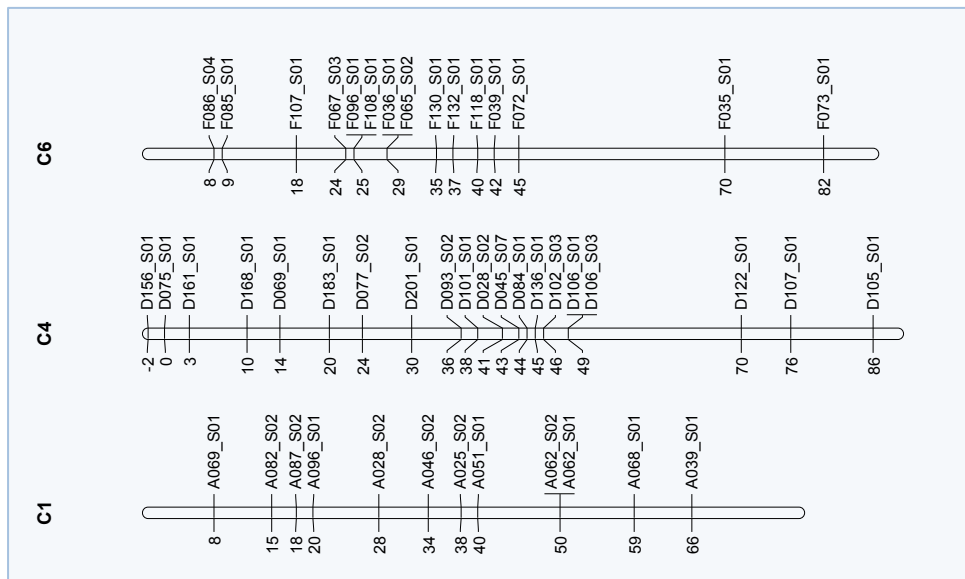 C6
F086_S04
F085_S01
F107_S01
F067_S03
F096_S01
F108_S01
F036_S01
F065_S02
F130_S01
F132_S01
F118_S01
F039_S01
F072_S01
F035_S01
F073_S01
8
9
18
24
25
29
35
37
40
42
45
70
82
C4
D156_S01
D075_S01
D161_S01
D168_S01
D069_S01
D183_S01
D077_S02
D201_S01
D093_S02
D101_S01
D028_S02
D045_S07
D084_S01
D136_S01
D102_S03
D106_S01
D106_S03
D122_S01
D107_S01
D105_S01
-2
0
3
10
14
20
24
30
36
38
41
43
44
45
46
49
70
76
86
C1
A069_S01
A082_S02
A087_S02
A096_S01
A028_S02
A046_S02
A025_S02
A051_S01
A062_S02
A062_S01
A068_S01
A039_S01
8
15
18
20
28
34
38
40
50
59
66